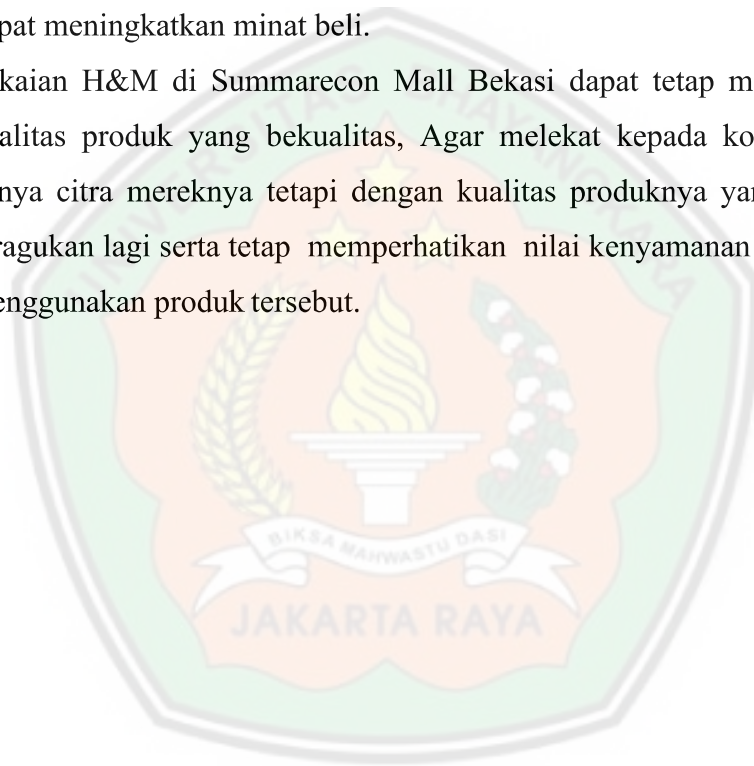 pat meningkatkan minat beli.
kaian H&M di Summarecon Mall Bekasi dapat tetap m
alitas produk yang bekualitas, Agar melekat kepada ko
nya citra mereknya tetapi dengan kualitas produknya yan
ragukan lagi serta tetap memperhatikan nilai kenyamanan
enggunakan produk tersebut.
UNIVERSITAS BHAYANGKARA
BIKSA MAHWASTU DASI
JAKARTA RAYA